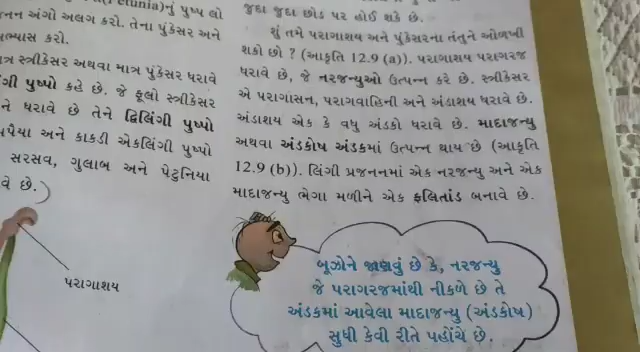 નું પુષ્પ લો
જનન અંગો અલગ કરો. તેના પુંકેસર અને
અભ્યાસ કરો.
માત્ર સ્ત્રીકેસર અથવા માત્ર પુંકેસર ધરાવે
પુષ્પો કહે છે. જે ફૂલો સ્ત્રીકેસર
ને ધરાવે છે તેને દ્વિલિંગી પુષ્પો
પપૈયા અને કાકડી એકલિંગી પુષ્પો
સરસવ, ગુલાબ અને પેટુનિયા
છે.)
પરાગાશય
જુદા જુદા છોડ પર હોઈ શકે છે.
શું તમે પરાગાશય અને પુંકેસરના તંતુને ઓળખી
શકો છો ? (આકૃતિ 12.9 (a)). પરાગાશય પરાગરજ
ધરાવે છે, જે નરજન્યુઓ ઉત્પન્ન કરે છે. સ્ત્રીકેસર
એ પરાગાસન, પરાગવાહિની અને અંડાશય ધરાવે છે.
અંડાશય એક કે વધુ અંડકો ધરાવે છે. માદાજન્યુ
અથવા અંડકોષ અંડકમાં ઉત્પન્ન થાય છે (આકૃતિ
12.9 (b)). લિંગી પ્રજનનમાં એક નરજન્યુ અને એક
માદાજન્યુ ભેગા મળીને એક ફલિતાંડ બનાવે છે.
બૂઝોને જાણવું છે કે, નરજન્યુ
જે પરાગરજમાંથી નીકળે છે તે
અંડકમાં આવેલા માદાજન્યુ (અંડકોષ)
સુધી કેવી રીતે પહોંચે છે.